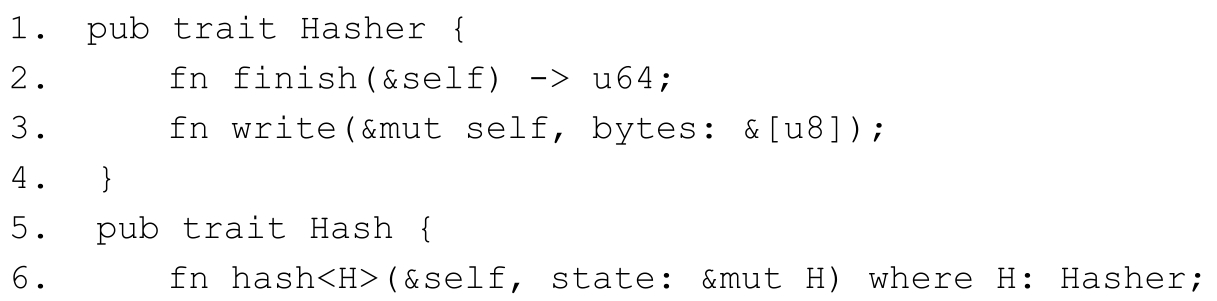 1. pub trait Hasher {
2. fn finish(&self) -> u64;
3. fn write(&mut self, bytes: &[u8]);
4. }
5. pub trait Hash {
6. fn hash<H>(&self, state: &mut H) where H: Hasher;